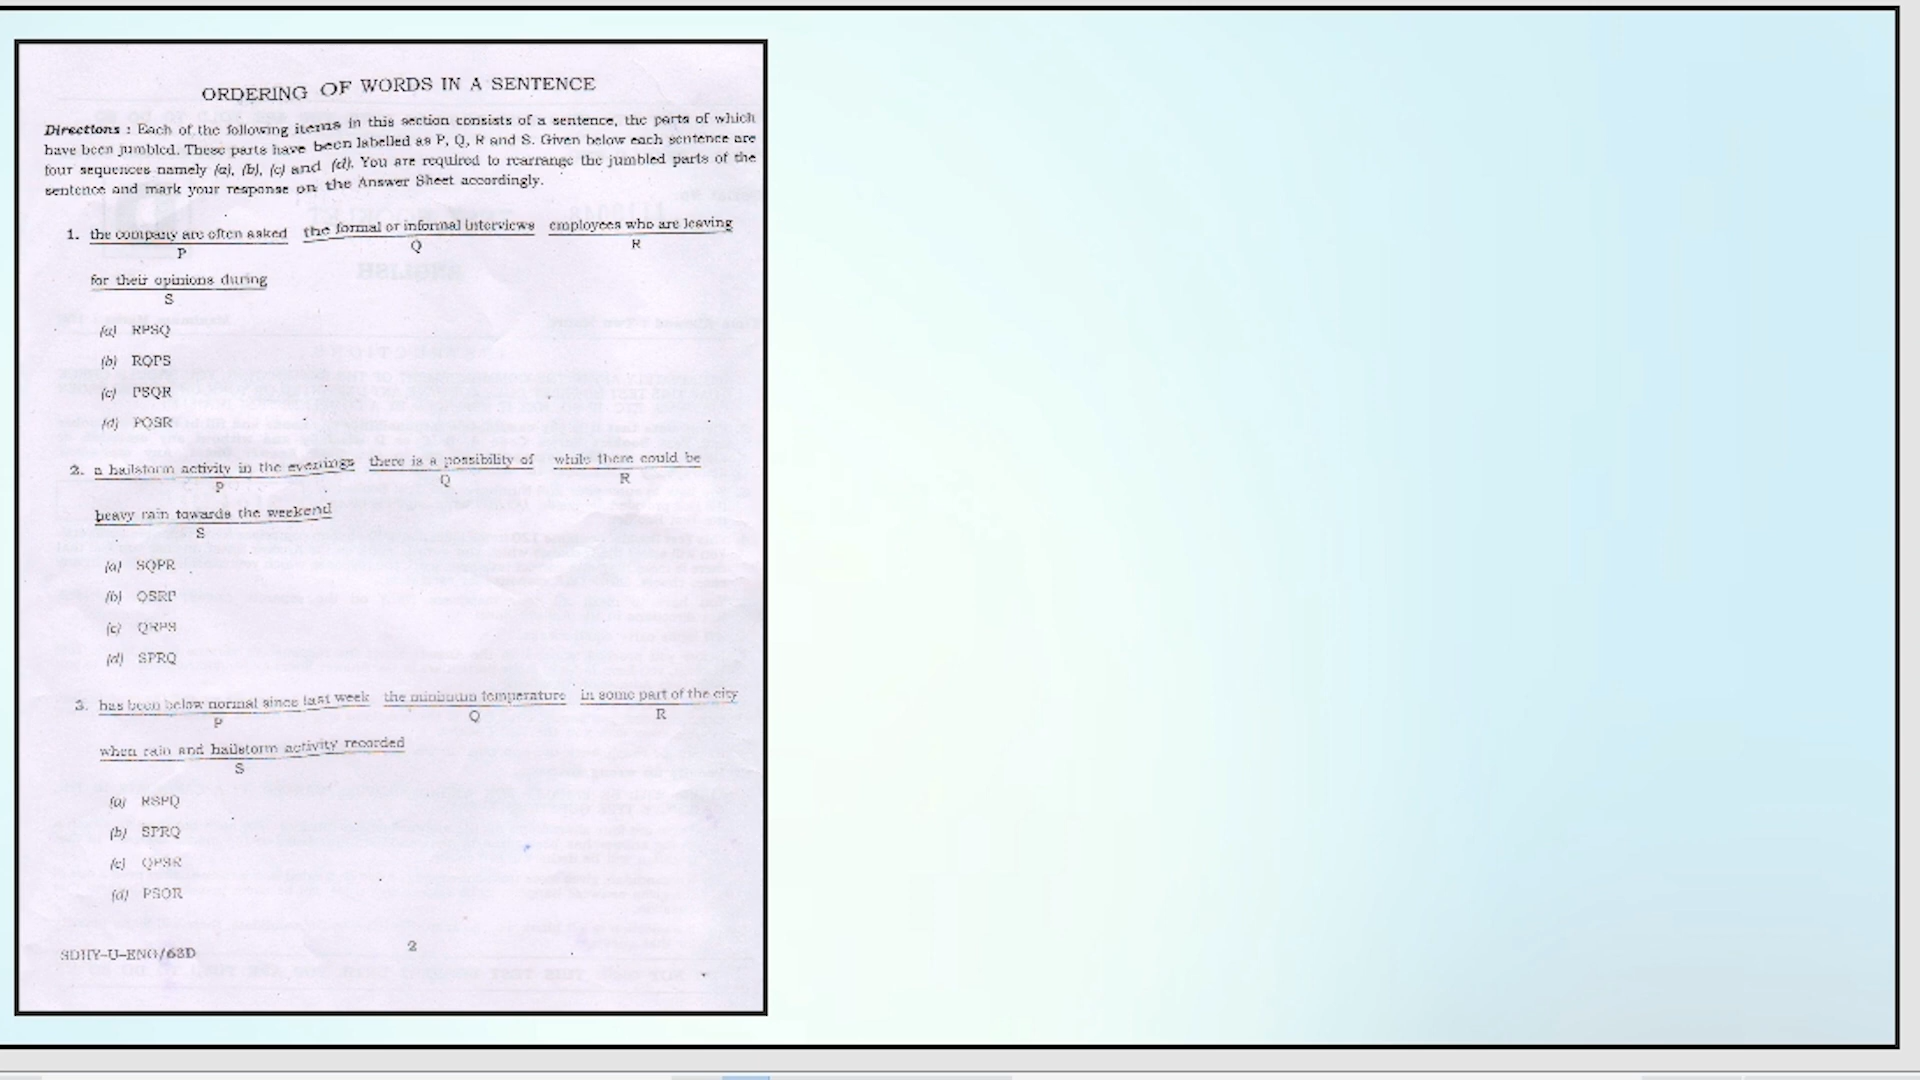 ORDERING OF WORDS IN A SENTENCE
Directions : Each of the following items in this section consists of a sentence, the parts of which
have been jumbled. These parts have been labelled as P, Q, R and S. Given below each sentence are
four sequences namely (a), (b), (c) and (d). You are required to rearrange the jumbled parts of the
sentence and mark your response on the Answer Sheet accordingly.
1. the company are often asked the formal or informal interviews employees who are leaving
P Q R
for their opinions during
S
(a) RPSQ
(b) RQPS
(c) PSQR
(d) PQSR
2. a hailstorm activity in the evenings there is a possibility of while there could be
P Q R
heavy rain towards the weekend
S
(a) SQPR
(b) QSRP
(c) QRPS
(d) SPRQ
3. has been below normal since last week the minimum temperature in some part of the city
P Q R
when rain and hailstorm activity recorded
S
(a) RSPQ
(b) SPRQ
(c) QPSR
(d) PSQR
SDHY-U-ENG/63D 2